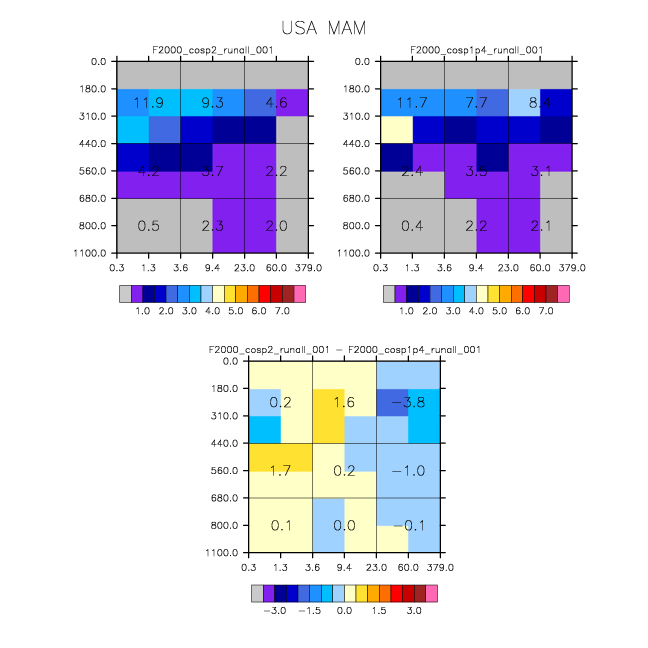 USA MAM
F2000_cosp2_runall_001 F2000_cosp1p4_runall_001
0.0 0.0
180.0 180.0
11.9 9.3 4.6 11.7 7.7 8.4
310.0 310.0
440.0 440.0
560.0 4.2 3.7 2.2 560.0 2.4 3.5 3.1
680.0 680.0
800.0 0.5 2.3 2.0 800.0 0.4 2.2 2.1
1100.0 1100.0
0.3 1.3 3.6 9.4 23.0 60.0 379.0 0.3 1.3 3.6 9.4 23.0 60.0 379.0
1.0 2.0 3.0 4.0 5.0 6.0 7.0 1.0 2.0 3.0 4.0 5.0 6.0 7.0
F2000_cosp2_runall_001 − F2000_cosp1p4_runall_001
0.0
180.0
0.2 1.6 −3.8
310.0
440.0
560.0 1.7 0.2 −1.0
680.0
800.0 0.1 0.0 −0.1
1100.0
0.3 1.3 3.6 9.4 23.0 60.0 379.0
−3.0 −1.5 0.0 1.5 3.0